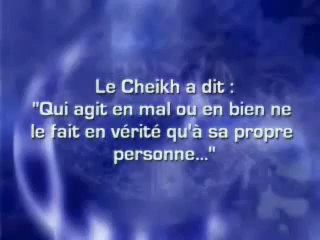 Le Cheikh a dit :
"Qui agit en mal ou en bien ne
le fait en vérité qu'à sa propre
personne..."